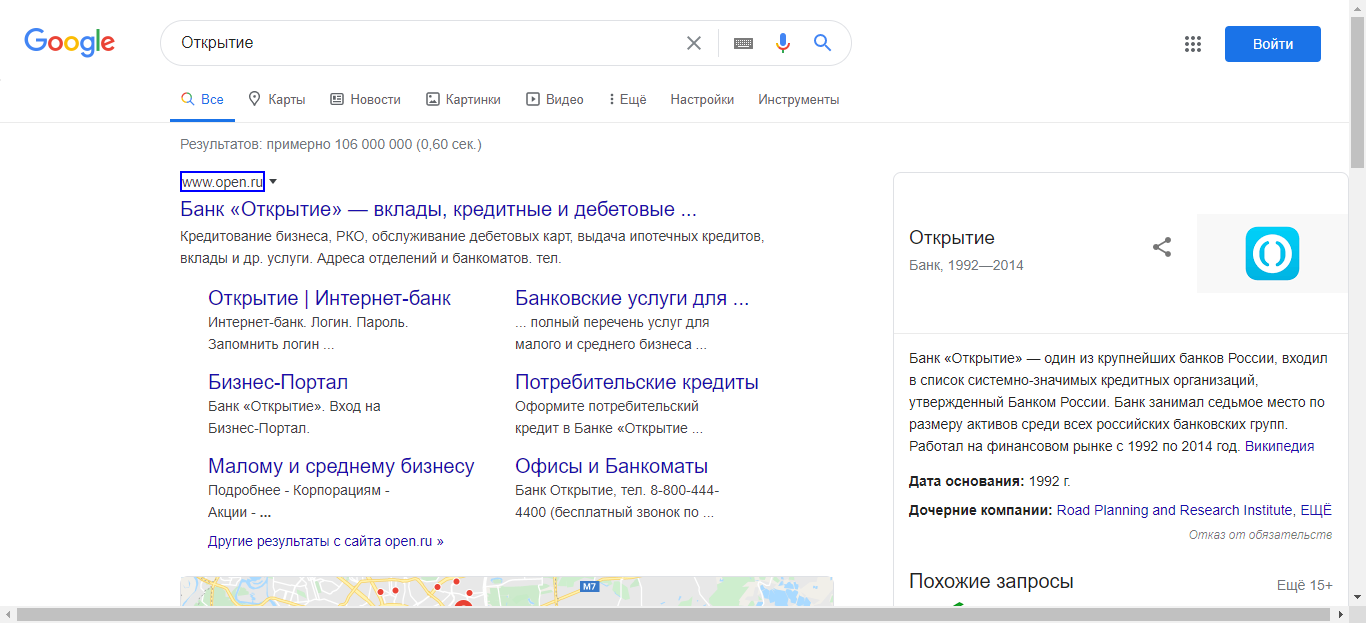 Google
Открытие
Войти
Все
Карты
Новости
Картинки
Видео
Ещё
Настройки
Инструменты
Результатов: примерно 106 000 000 (0,60 сек.)
www.open.ru
Банк «Открытие» — вклады, кредитные и дебетовые ...
Кредитование бизнеса, РКО, обслуживание дебетовых карт, выдача ипотечных кредитов,
вклады и др. услуги. Адреса отделений и банкоматов. тел.
Открытие | Интернет-банк
Интернет-банк. Логин. Пароль.
Запомнить логин ...
Банковские услуги для ...
... полный перечень услуг для
малого и среднего бизнеса ...
Бизнес-Портал
Банк «Открытие». Вход на
Бизнес-Портал.
Потребительские кредиты
Оформите потребительский
кредит в Банке «Открытие ...
Малому и среднему бизнесу
Подробнее - Корпорациям -
Акции - ...
Офисы и Банкоматы
Банк Открытие, тел. 8-800-444-
4400 (бесплатный звонок по ...
Другие результаты с сайта open.ru »
M7
Открытие
Банк, 1992—2014
Банк «Открытие» — один из крупнейших банков России, входил
в список системно-значимых кредитных организаций,
утвержденный Банком России. Банк занимал седьмое место по
размеру активов среди всех российских банковских групп.
Работал на финансовом рынке с 1992 по 2014 год. Википедия
Дата основания: 1992 г.
Дочерние компании: Road Planning and Research Institute, ЕЩЁ
Отказ от обязательств
Похожие запросы
Ещё 15+